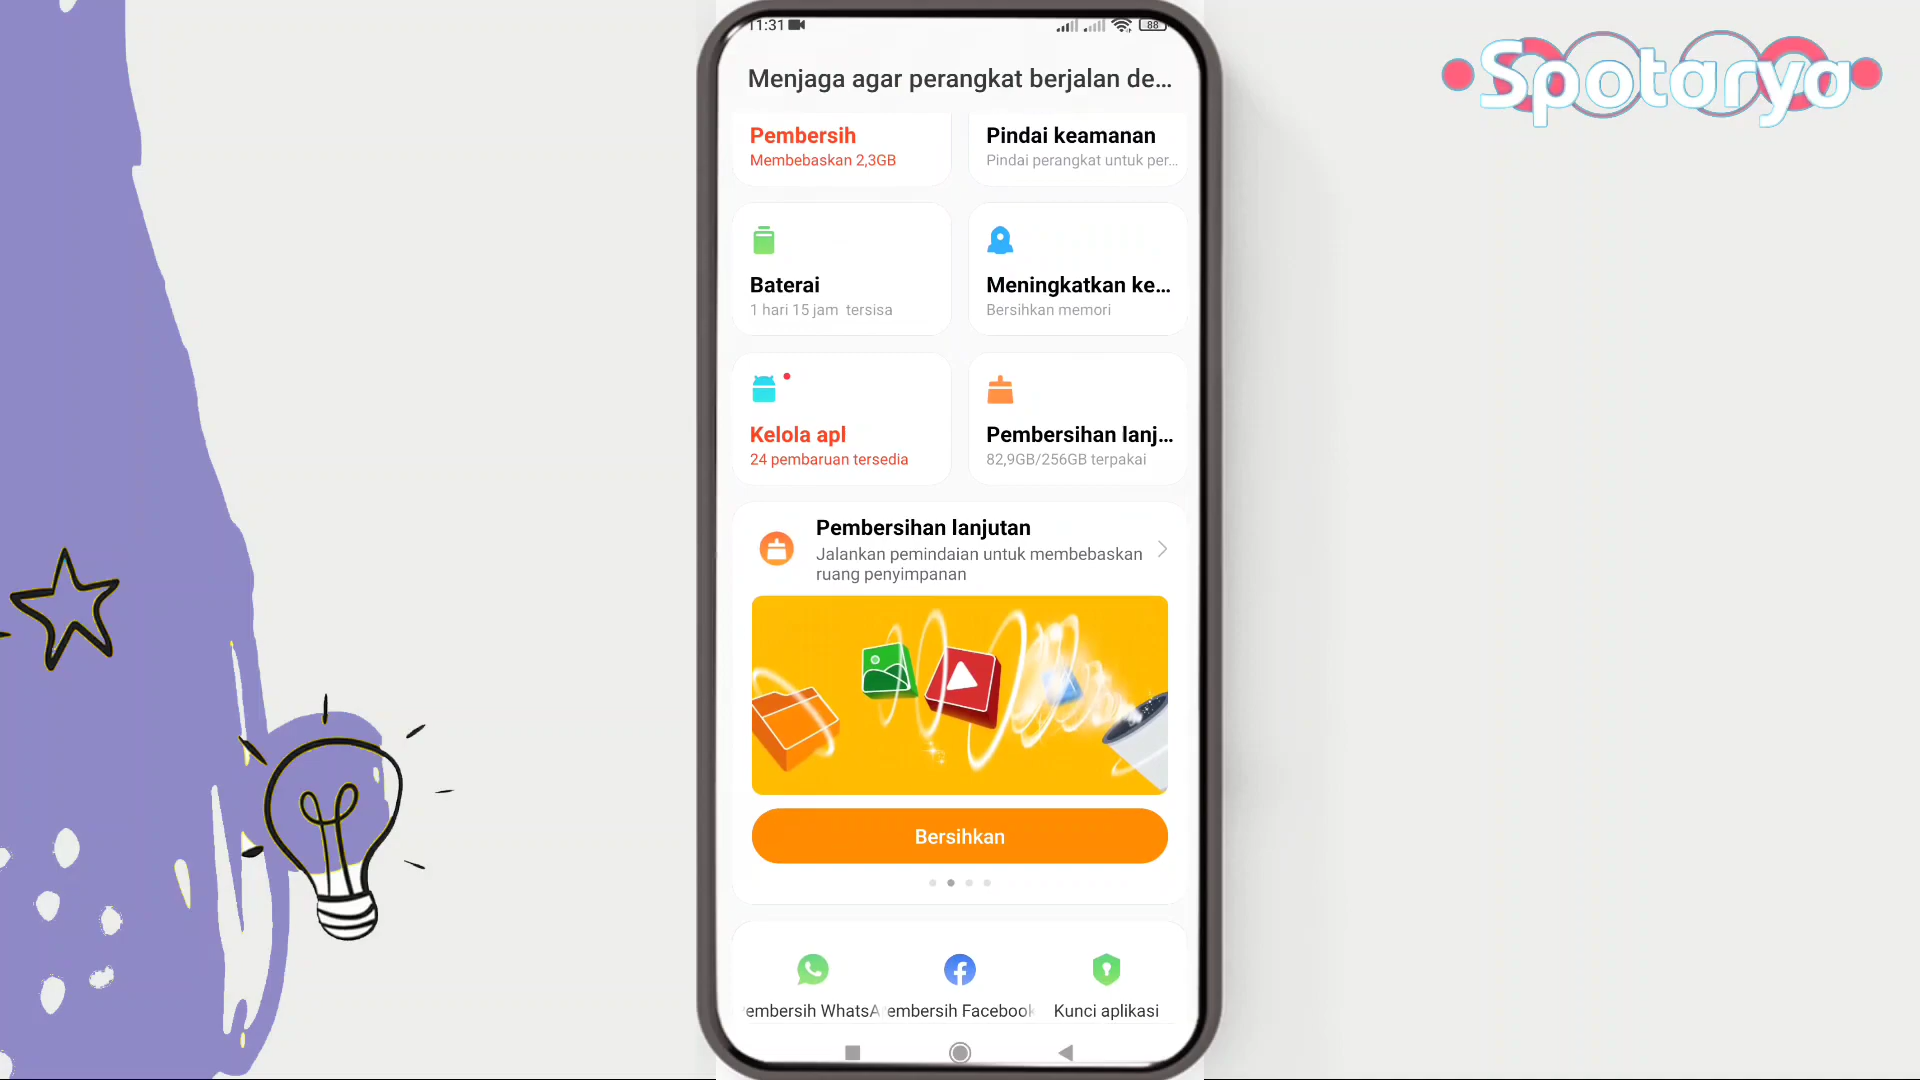 11:31
88
Spotarya
Menjaga agar perangkat berjalan de...
Pembersih
Membebaskan 2,3GB
Pindai keamanan
Pindai perangkat untuk per...
Baterai
1 hari 15 jam tersisa
Meningkatkan ke...
Bersihkan memori
Kelola apl
24 pembaruan tersedia
Pembersihan lanj...
82,9GB/256GB terpakai
Pembersihan lanjutan
Jalankan pemindaian untuk membebaskan
ruang penyimpanan
Bersihkan
embersih WhatsA
embersih Facebook
Kunci aplikasi